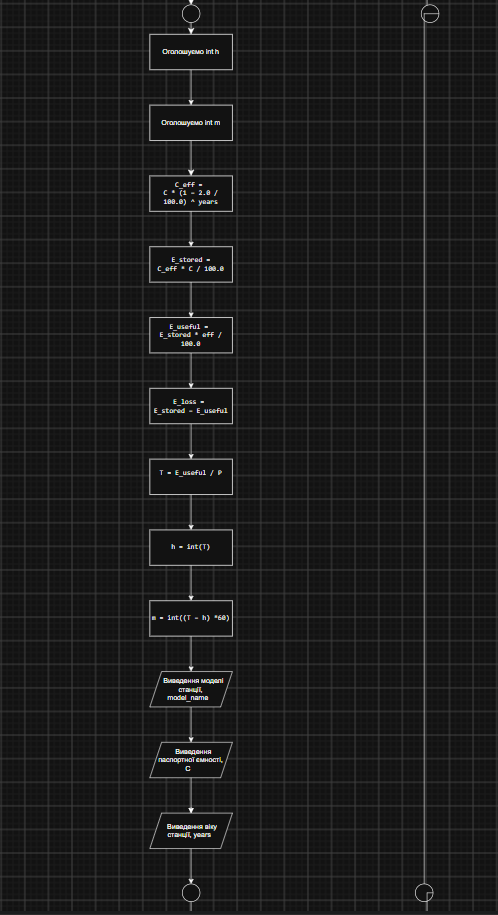 Оголошуємо int h
Оголошуємо int m
C_eff =
C * (1 - 2.0 /
100.0) ^ years
E_stored =
C_eff * C / 100.0
E_useful =
E_stored * eff /
100.0
E_loss =
E_stored - E_useful
T = E_useful / P
h = int(T)
m = int((T - h) *60)
Виведення моделі
станції,
model_name
Виведення
паспортної ємності,
C
Виведення віку
станції, years